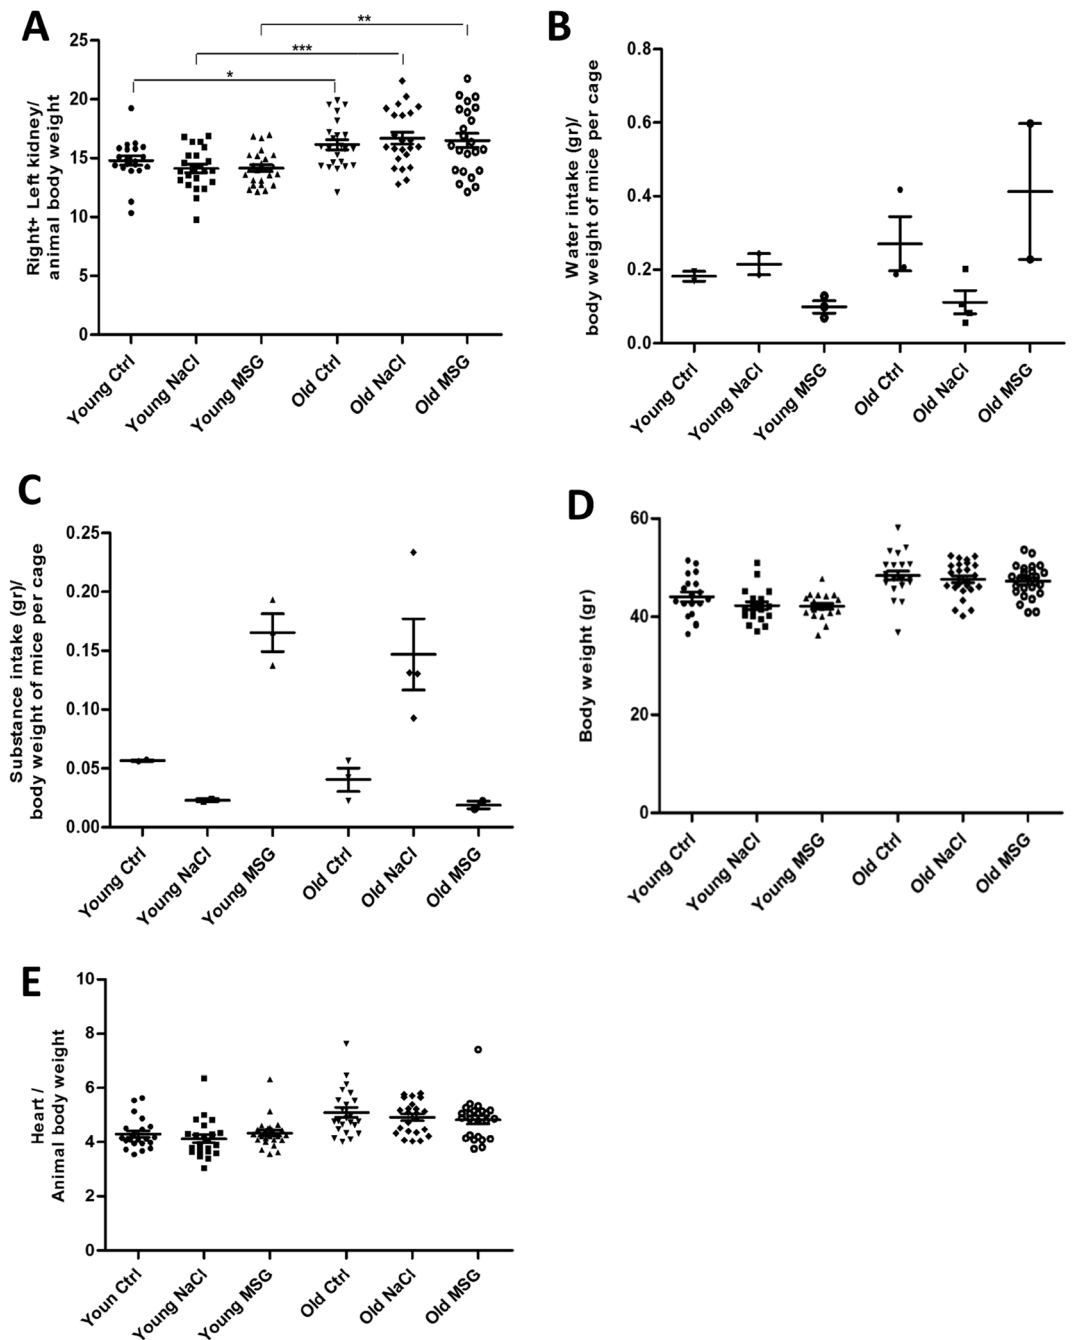 A
**
***
*
25
20
15
10
5
0
Right+ Left kidney/
animal body weight
Young Ctrl
Young NaCl
Young MSG
Old Ctrl
Old NaCl
Old MSG
B
0.8
0.6
0.4
0.2
0.0
Water intake (gr)/
body weight of mice per cage
Young Ctrl
Young NaCl
Young MSG
Old Ctrl
Old NaCl
Old MSG
C
0.25
0.20
0.15
0.10
0.05
0.00
Substance intake (gr)/
body weight of mice per cage
Young Ctrl
Young NaCl
Young MSG
Old Ctrl
Old NaCl
Old MSG
D
60
40
20
0
Body weight (gr)
Young Ctrl
Young NaCl
Young MSG
Old Ctrl
Old NaCl
Old MSG
E
10
8
6
4
2
0
Heart /
Animal body weight
Youn Ctrl
Young NaCl
Young MSG
Old Ctrl
Old NaCl
Old MSG